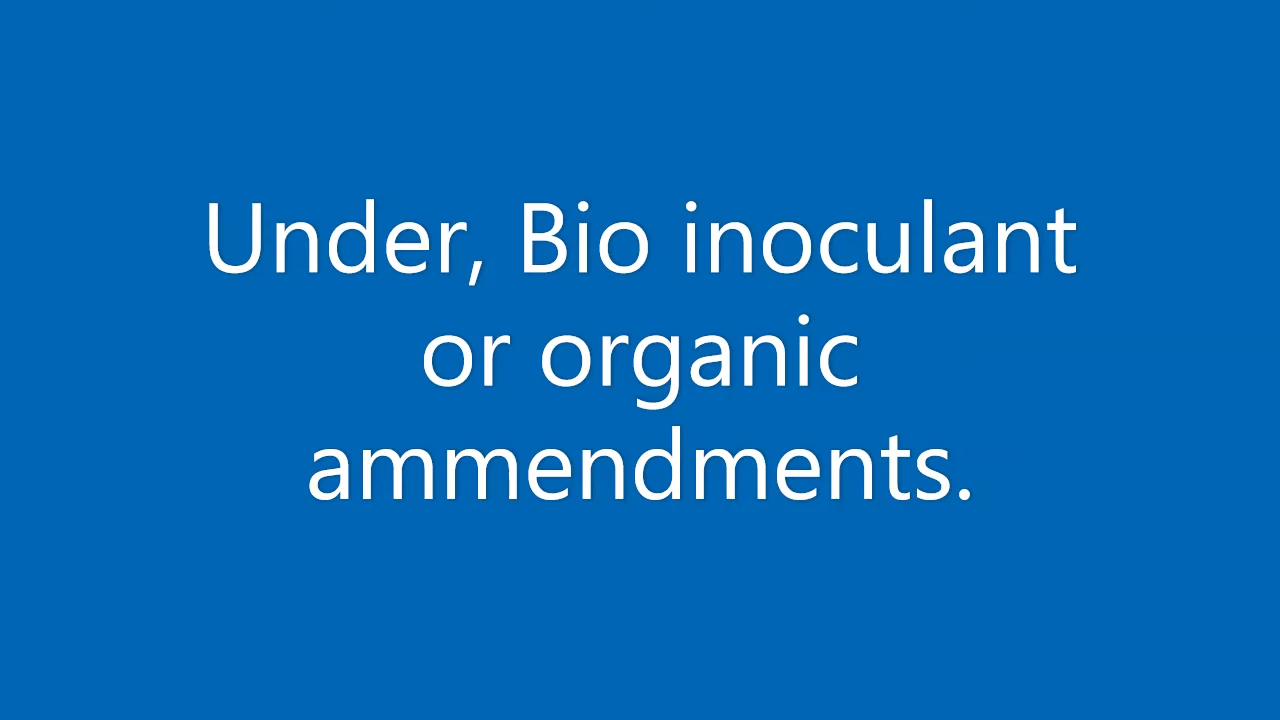 Under, Bio inoculant
or organic
ammendments.